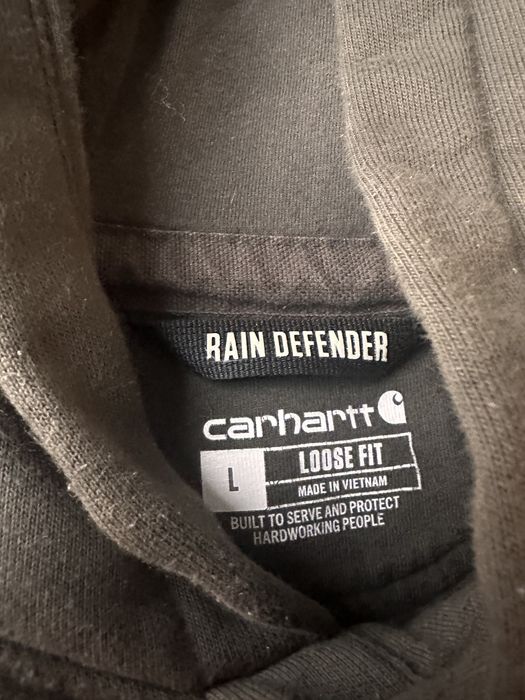 RAIN DEFENDER
carhartt
L
LOOSE FIT
MADE IN VIETNAM
BUILT TO SERVE AND PROTECT
HARDWORKING PEOPLE